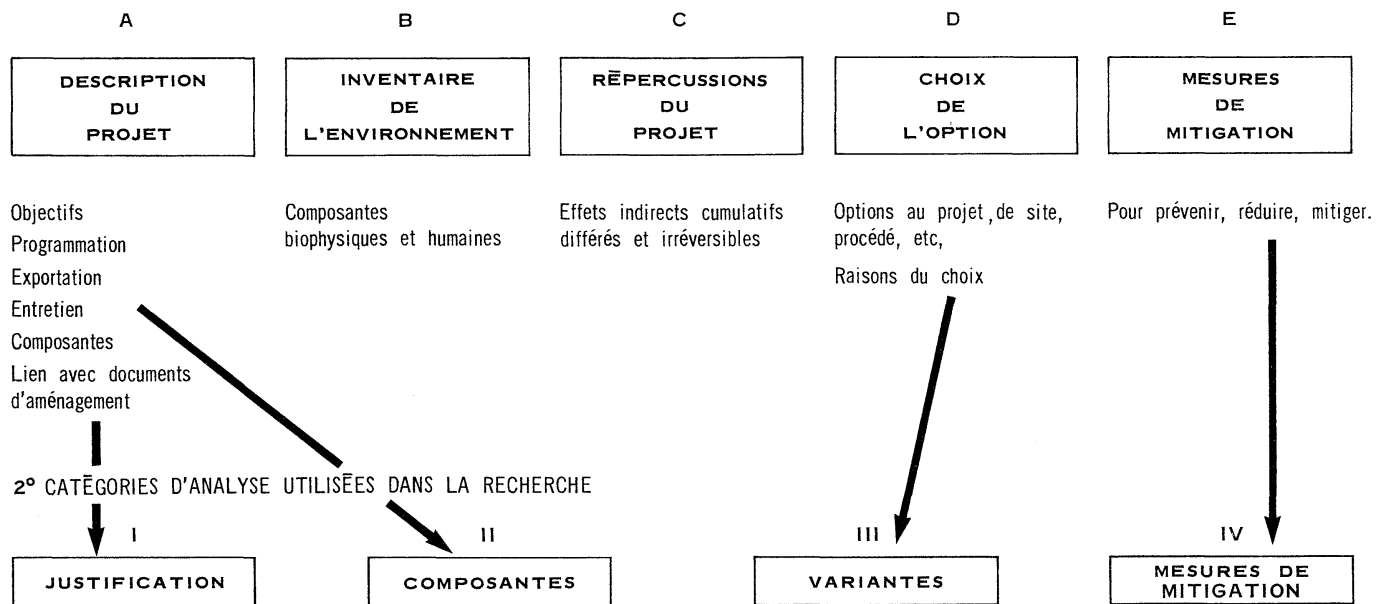 A
B
C
D
E
DESCRIPTION
DU
PROJET
INVENTAIRE
DE
L'ENVIRONNEMENT
RĒPERCUSSIONS
DU
PROJET
CHOIX
DE
L'OPTION
MESURES
DE
MITIGATION
Objectifs
Programmation
Exportation
Entretien
Composantes
Lien avec documents
d'aménagement
Composantes
biophysiques et humaines
Effets indirects cumulatifs
différés et irréversibles
Options au projet, de site,
procédé, etc,
Raisons du choix
Pour prévenir, réduire, mitiger.
2° CATĒGORIES D'ANALYSE UTILISĒES DANS LA RECHERCHE
I
II
III
IV
JUSTIFICATION
COMPOSANTES
VARIANTES
MESURES DE
MITIGATION